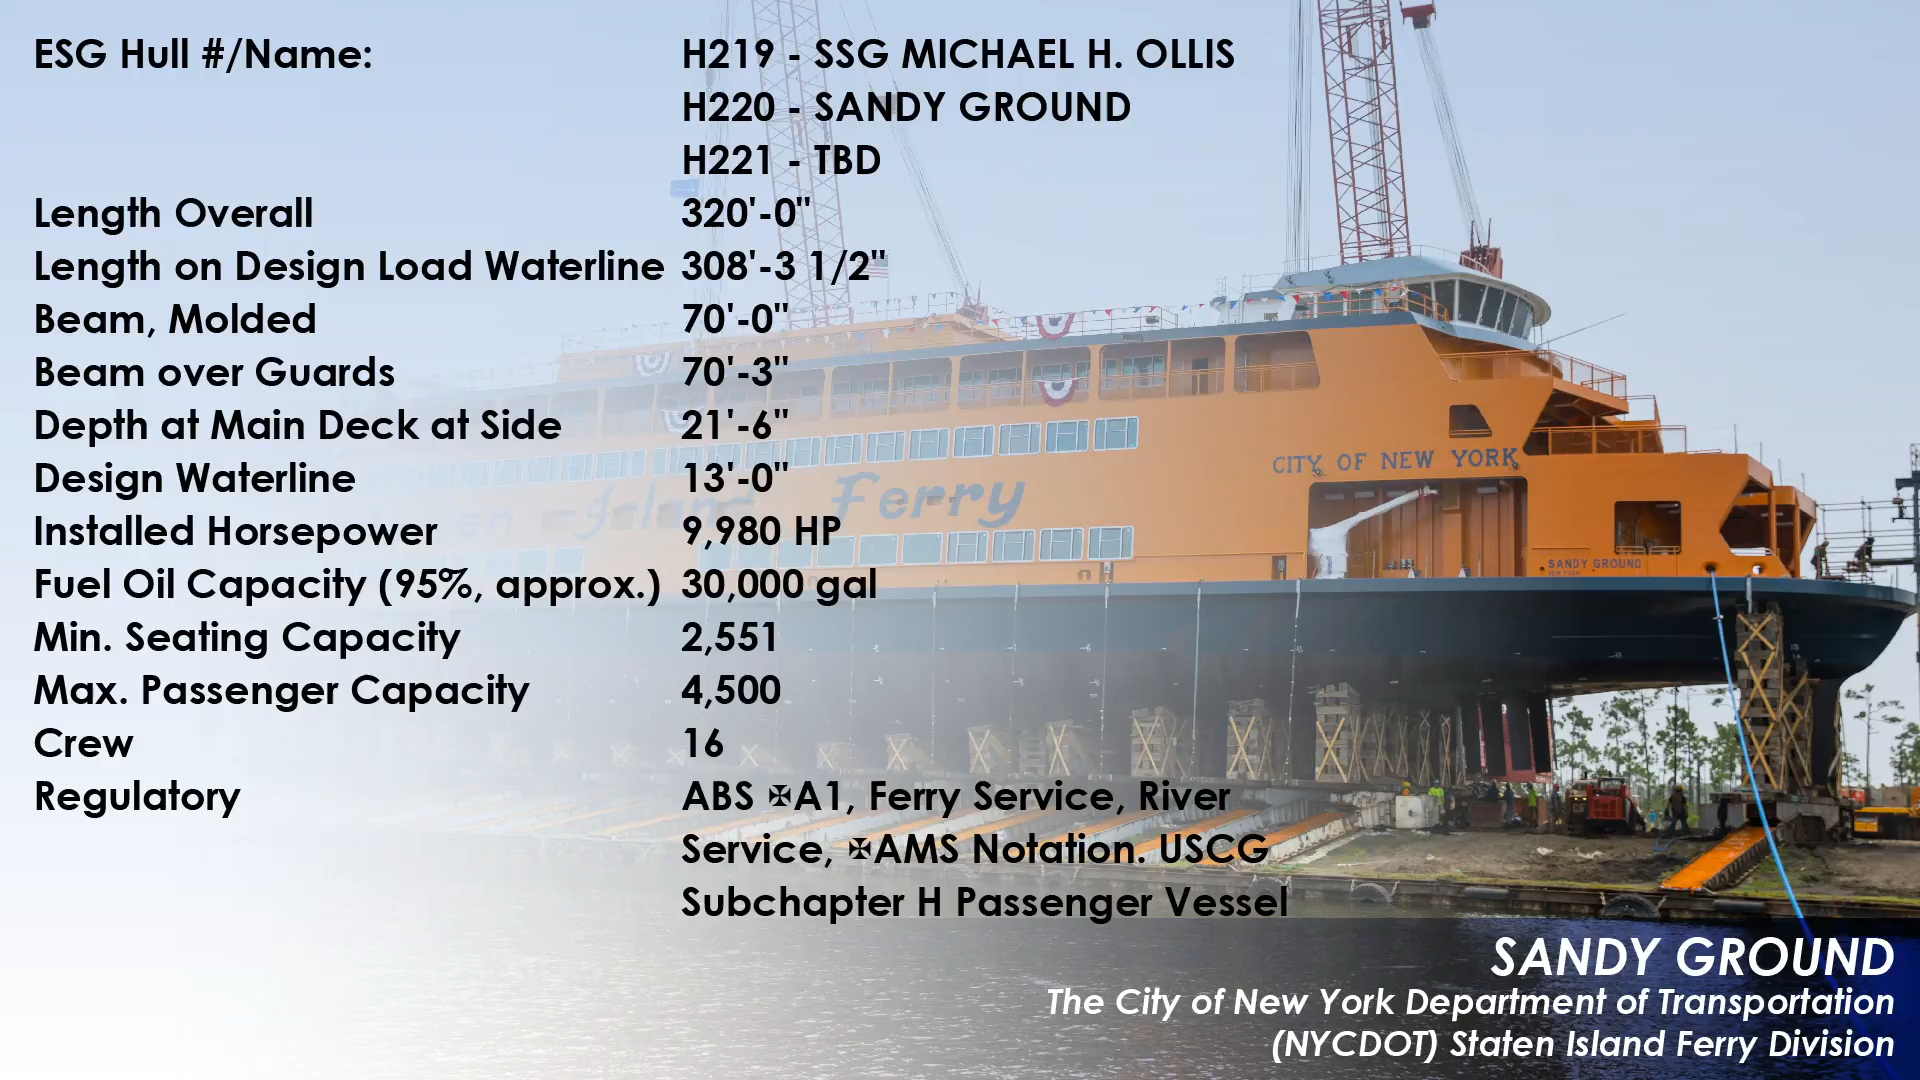 ESG Hull #/Name: H219 - SSG MICHAEL H. OLLIS
H220 - SANDY GROUND
H221 - TBD
Length Overall 320'-0"
Length on Design Load Waterline 308'-3 1/2"
Beam, Molded 70'-0"
Beam over Guards 70'-3"
Depth at Main Deck at Side 21'-6"
Design Waterline 13'-0"
Installed Horsepower 9,980 HP
Fuel Oil Capacity (95%, approx.) 30,000 gal
Min. Seating Capacity 2,551
Max. Passenger Capacity 4,500
Crew 16
Regulatory ABS ✠A1, Ferry Service, River
Service, ✠AMS Notation. USCG
Subchapter H Passenger Vessel
CITY OF NEW YORK
Island Ferry
SANDY GROUND
NEW YORK
SANDY GROUND
The City of New York Department of Transportation
(NYCDOT) Staten Island Ferry Division